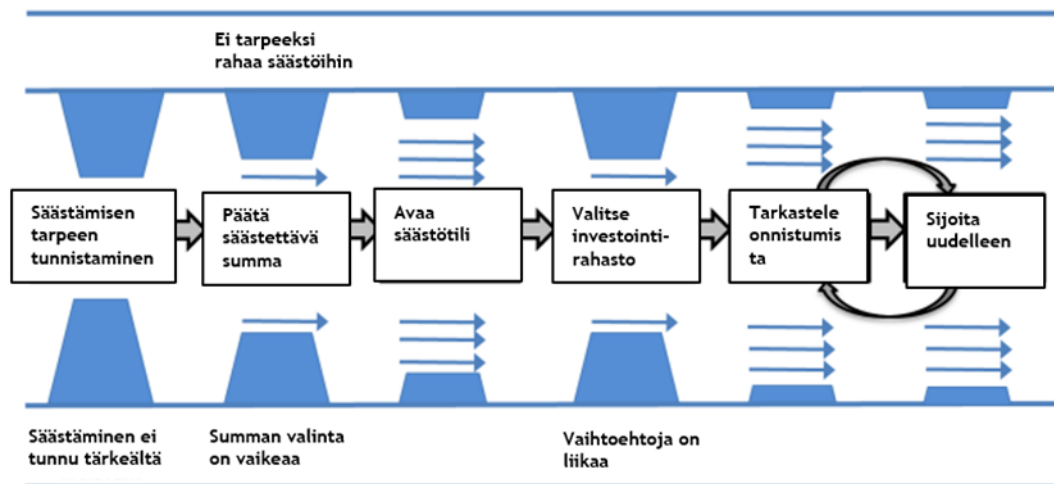 Ei tarpeeksi
rahaa säästöihin
Säästämisen
tarpeen
tunnistaminen
Päätä
säästettävä
summa
Avaa
säästötili
Valitse
investointi-
rahasto
Tarkastele
onnistumis
ta
Sijoita
uudelleen
Säästäminen ei
tunnu tärkeältä
Summan valinta
on vaikeaa
Vaihtoehtoja on
liikaa